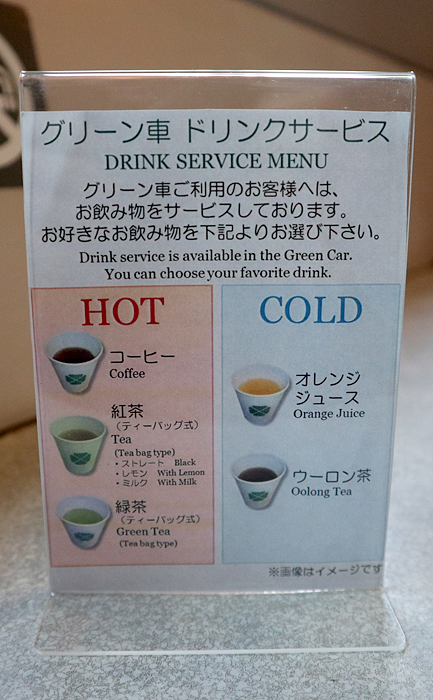 グリーン車 ドリンクサービス
DRINK SERVICE MENU
グリーン車ご利用のお客様へは、
お飲み物をサービスしております。
お好きなお飲み物を下記よりお選び下さい。
Drink service is available in the Green Car.
You can choose your favorite drink.
HOT
コーヒー
Coffee
紅茶
（ティーバッグ式）
Tea
(Tea bag type)
・ストレート Black
・レモン With Lemon
・ミルク With Milk
緑茶
（ティーバッグ式）
Green Tea
(Tea bag type)
COLD
オレンジ
ジュース
Orange Juice
ウーロン茶
Oolong Tea
※画像はイメージです